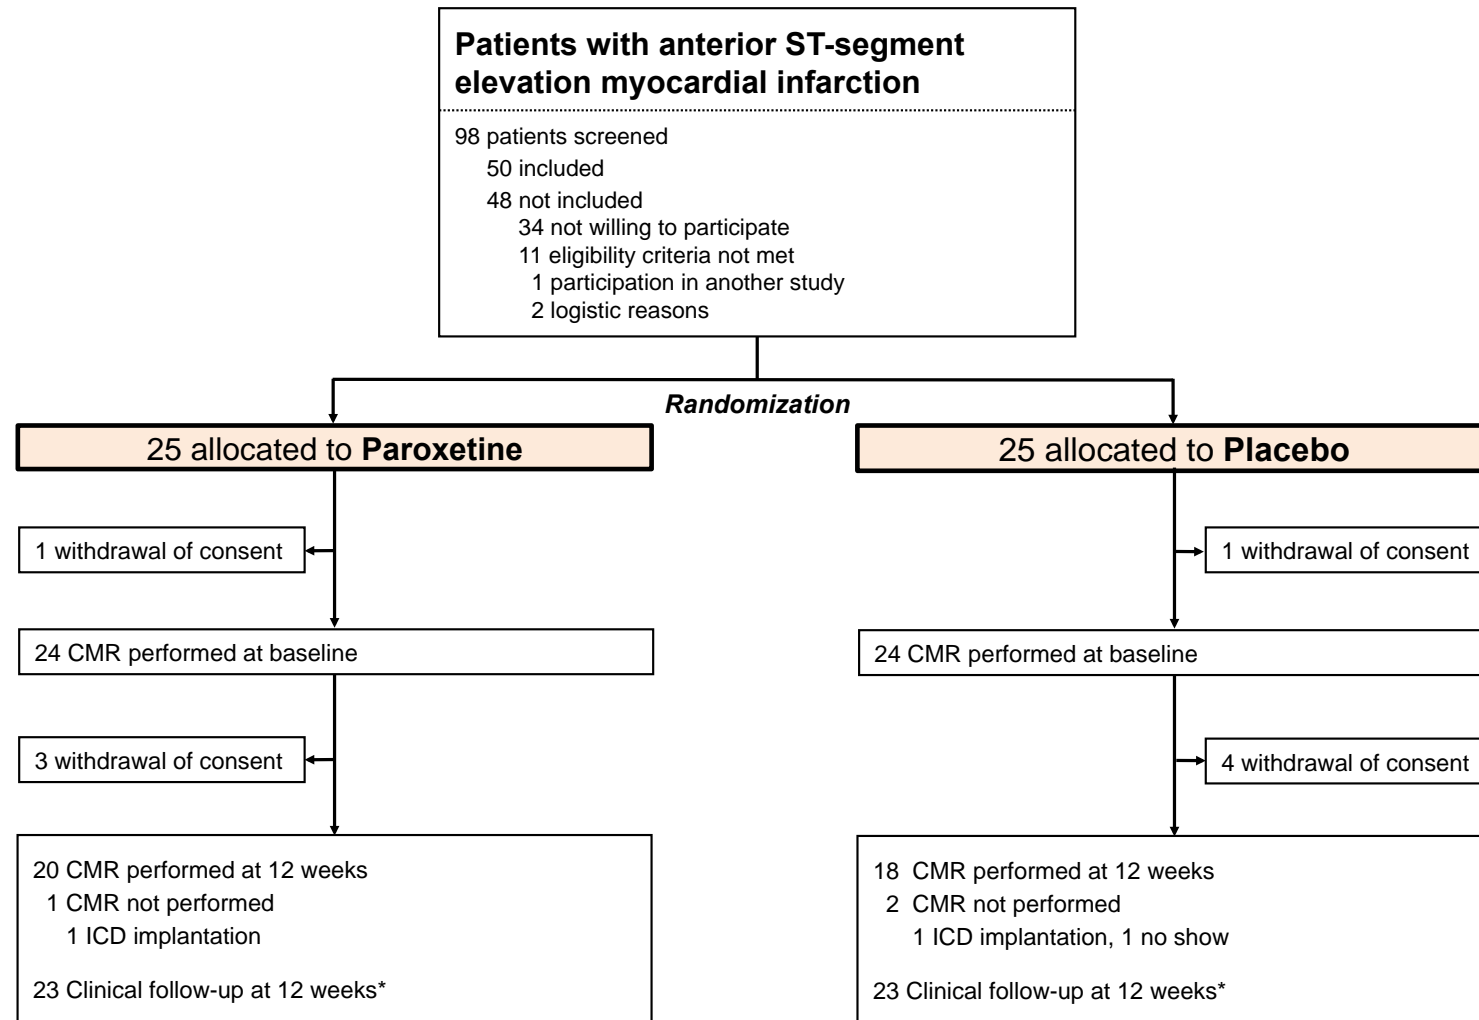 Patients with anterior ST-segment
elevation myocardial infarction
98 patients screened
50 included
48 not included
34 not willing to participate
11 eligibility criteria not met
1 participation in another study
2 logistic reasons
Randomization
25 allocated to Paroxetine
25 allocated to Placebo
1 withdrawal of consent
1 withdrawal of consent
24 CMR performed at baseline
24 CMR performed at baseline
3 withdrawal of consent
4 withdrawal of consent
20 CMR performed at 12 weeks
1 CMR not performed
1 ICD implantation
23 Clinical follow-up at 12 weeks*
18 CMR performed at 12 weeks
2 CMR not performed
1 ICD implantation, 1 no show
23 Clinical follow-up at 12 weeks*